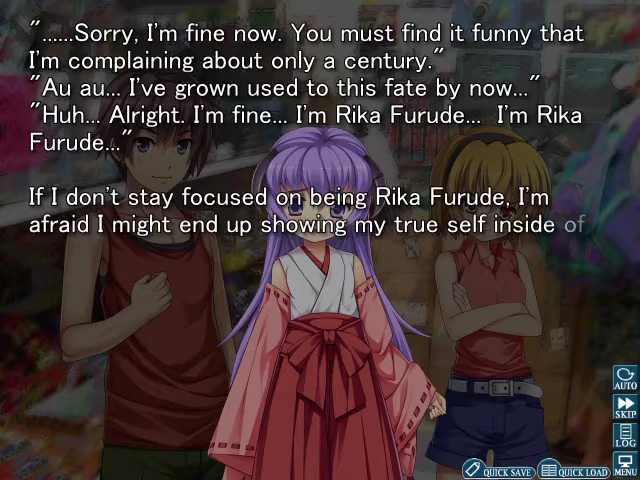 "......Sorry, I'm fine now. You must find it funny that
I'm complaining about only a century."
"Au au... I've grown used to this fate by now..."
"Huh... Alright. I'm fine... I'm Rika Furude...  I'm Rika
Furude..."
If I don't stay focused on being Rika Furude, I'm
afraid I might end up showing my true self inside of
AUTO
SKIP
LOG
MENU
QUICK SAVE
QUICK LOAD